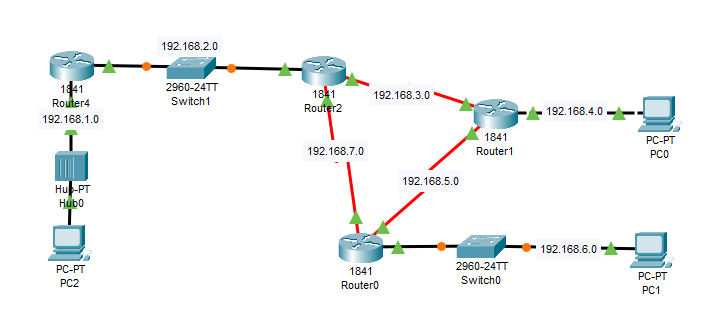 192.168.2.0
1841
Router4
2960-24TT
Switch1
1841
Router2
192.168.3.0
192.168.1.0
192.168.4.0
1841
Router1
PC-PT
PC0
192.168.7.0
Hub-PT
Hub0
192.168.5.0
PC-PT
PC2
192.168.6.0
1841
Router0
2960-24TT
Switch0
PC-PT
PC1